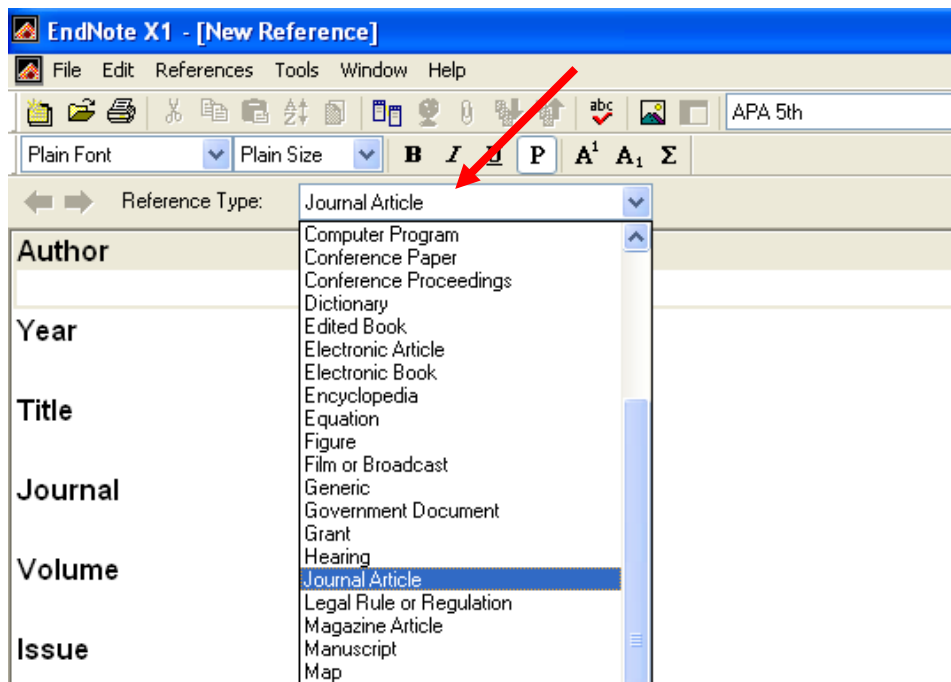 EndNote X1 - [New Reference]
File Edit References Tools Window Help
abc APA 5th
Plain Font Plain Size B I U P A1 A1 Σ
Reference Type: Journal Article
Author
Year
Title
Journal
Volume
Issue
Computer Program
Conference Paper
Conference Proceedings
Dictionary
Edited Book
Electronic Article
Electronic Book
Encyclopedia
Equation
Figure
Film or Broadcast
Generic
Government Document
Grant
Hearing
Journal Article
Legal Rule or Regulation
Magazine Article
Manuscript
Map